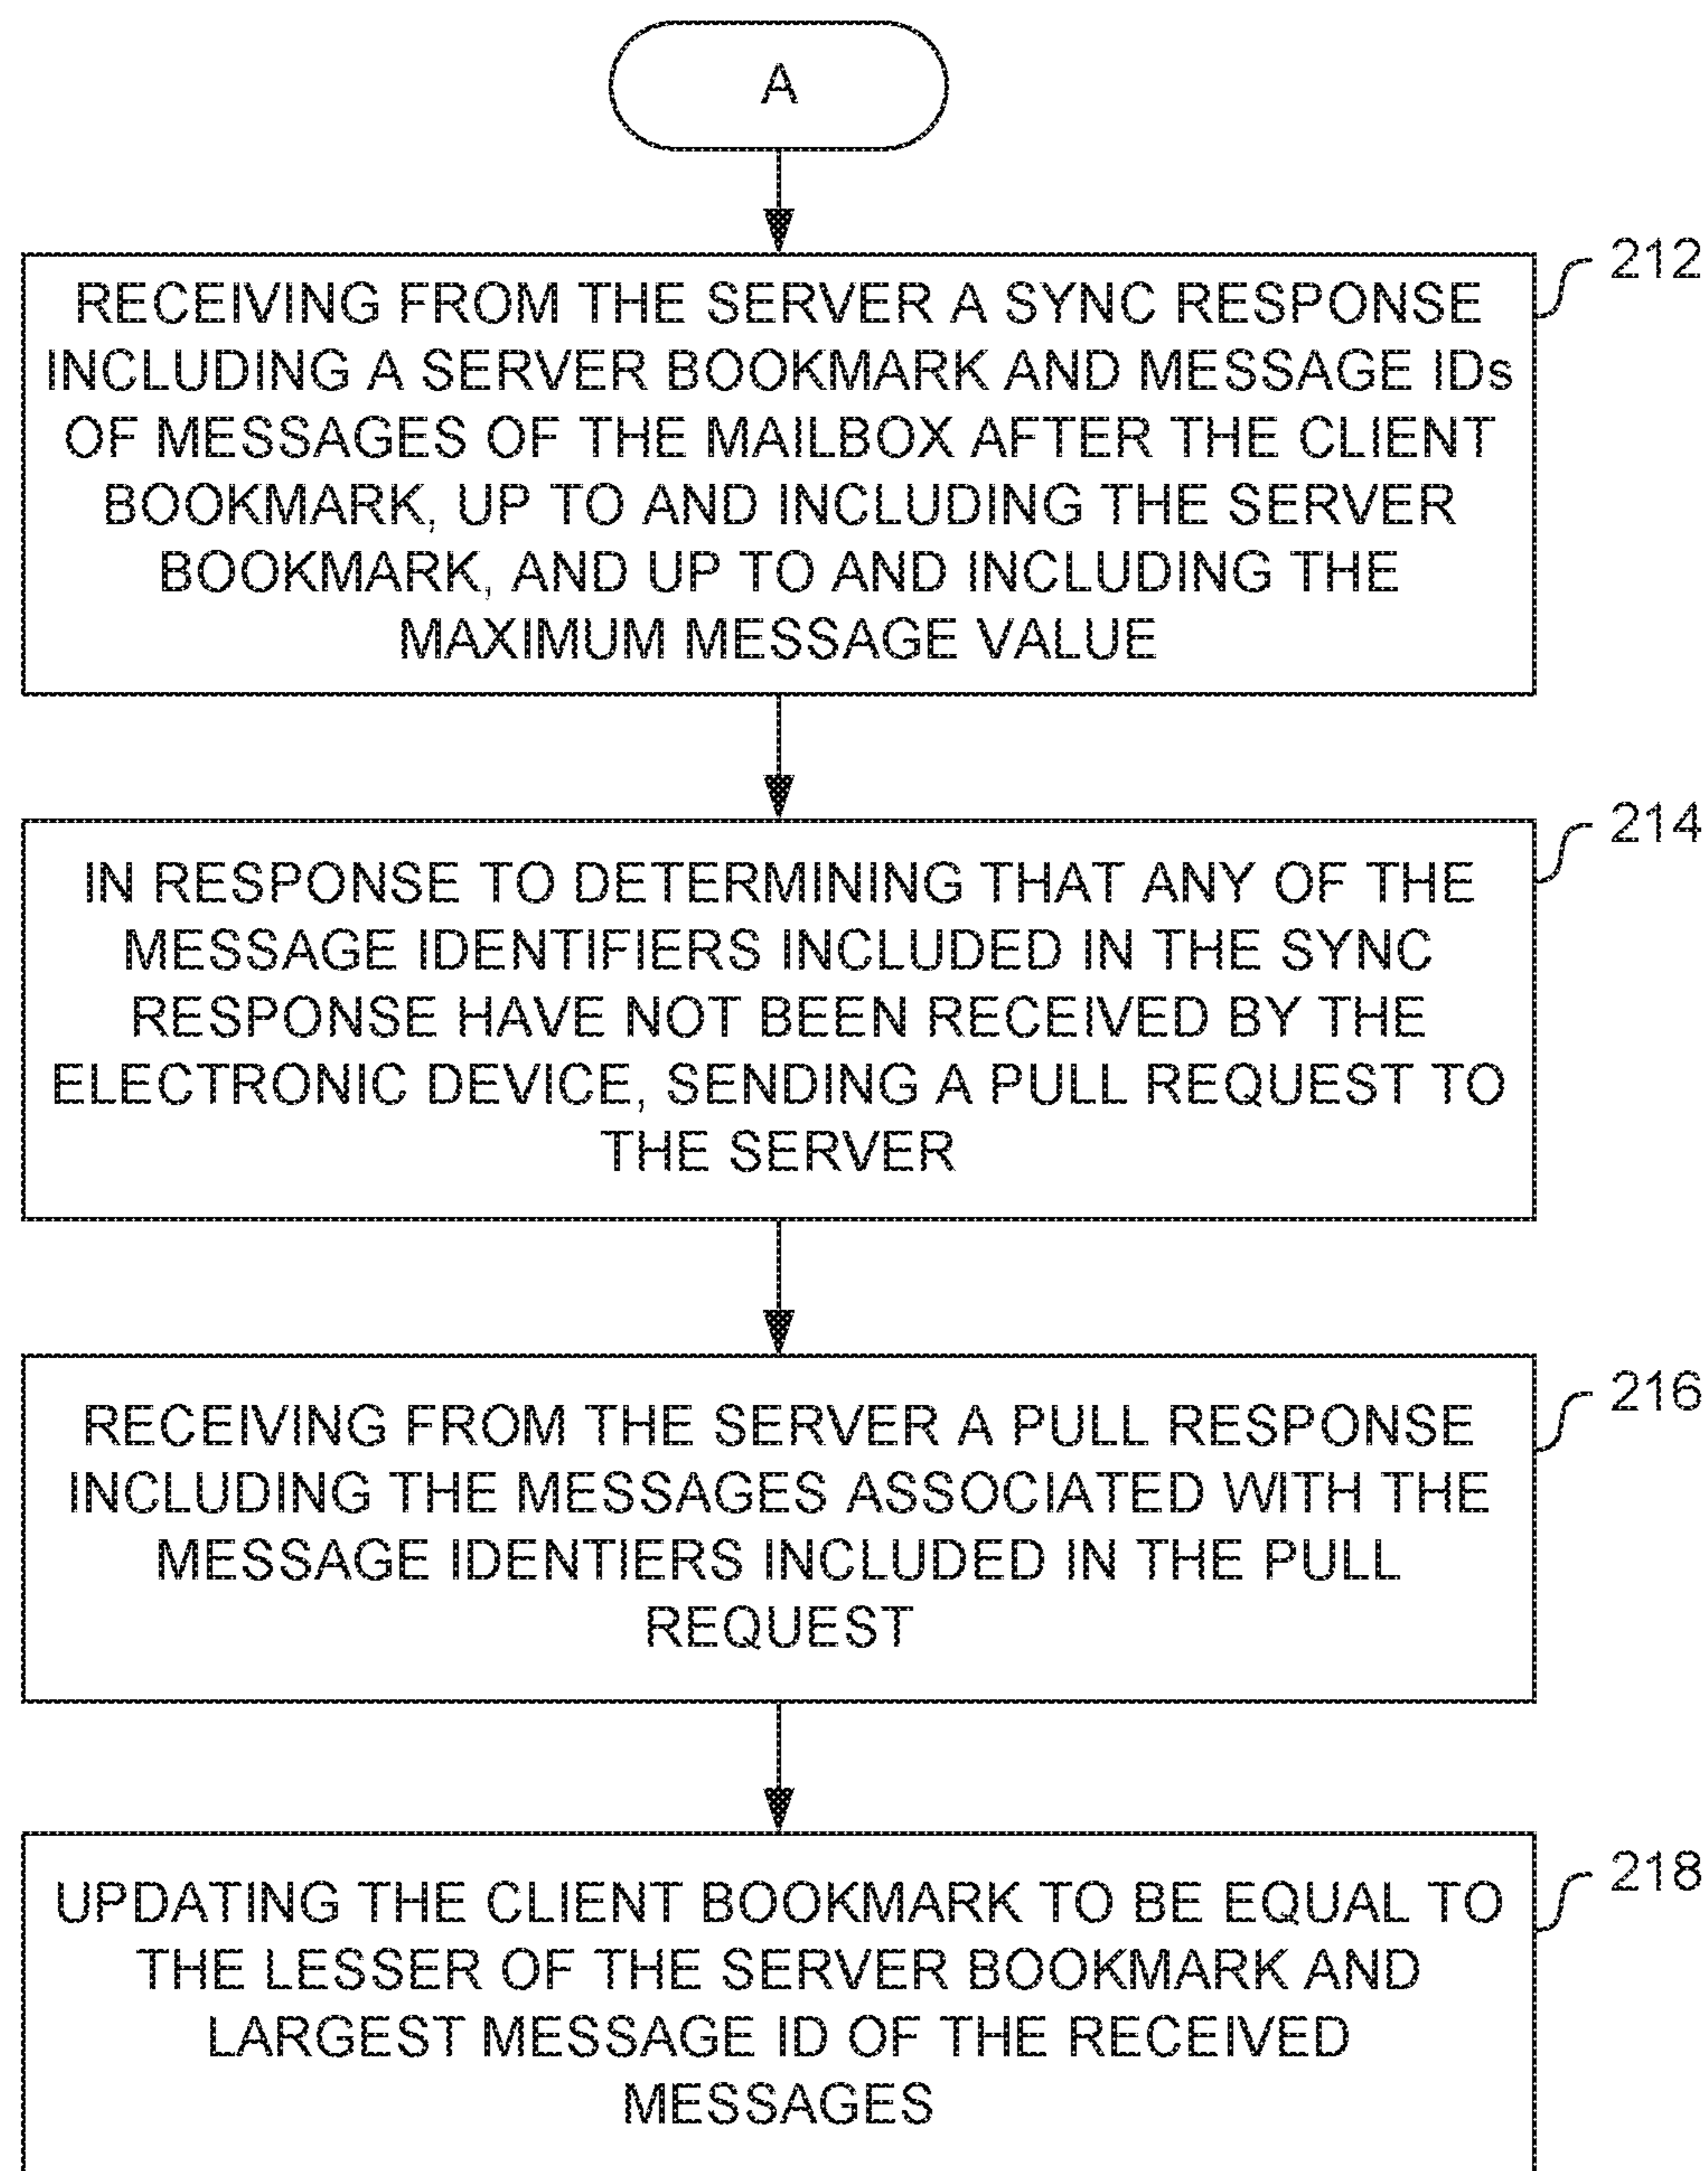 A
212
RECEIVING FROM THE SERVER A SYNC RESPONSE
INCLUDING A SERVER BOOKMARK AND MESSAGE IDs
OF MESSAGES OF THE MAILBOX AFTER THE CLIENT
BOOKMARK, UP TO AND INCLUDING THE SERVER
BOOKMARK, AND UP TO AND INCLUDING THE
MAXIMUM MESSAGE VALUE
214
IN RESPONSE TO DETERMINING THAT ANY OF THE
MESSAGE IDENTIFIERS INCLUDED IN THE SYNC
RESPONSE HAVE NOT BEEN RECEIVED BY THE
ELECTRONIC DEVICE, SENDING A PULL REQUEST TO
THE SERVER
216
RECEIVING FROM THE SERVER A PULL RESPONSE
INCLUDING THE MESSAGES ASSOCIATED WITH THE
MESSAGE IDENTIERS INCLUDED IN THE PULL
REQUEST
218
UPDATING THE CLIENT BOOKMARK TO BE EQUAL TO
THE LESSER OF THE SERVER BOOKMARK AND
LARGEST MESSAGE ID OF THE RECEIVED
MESSAGES